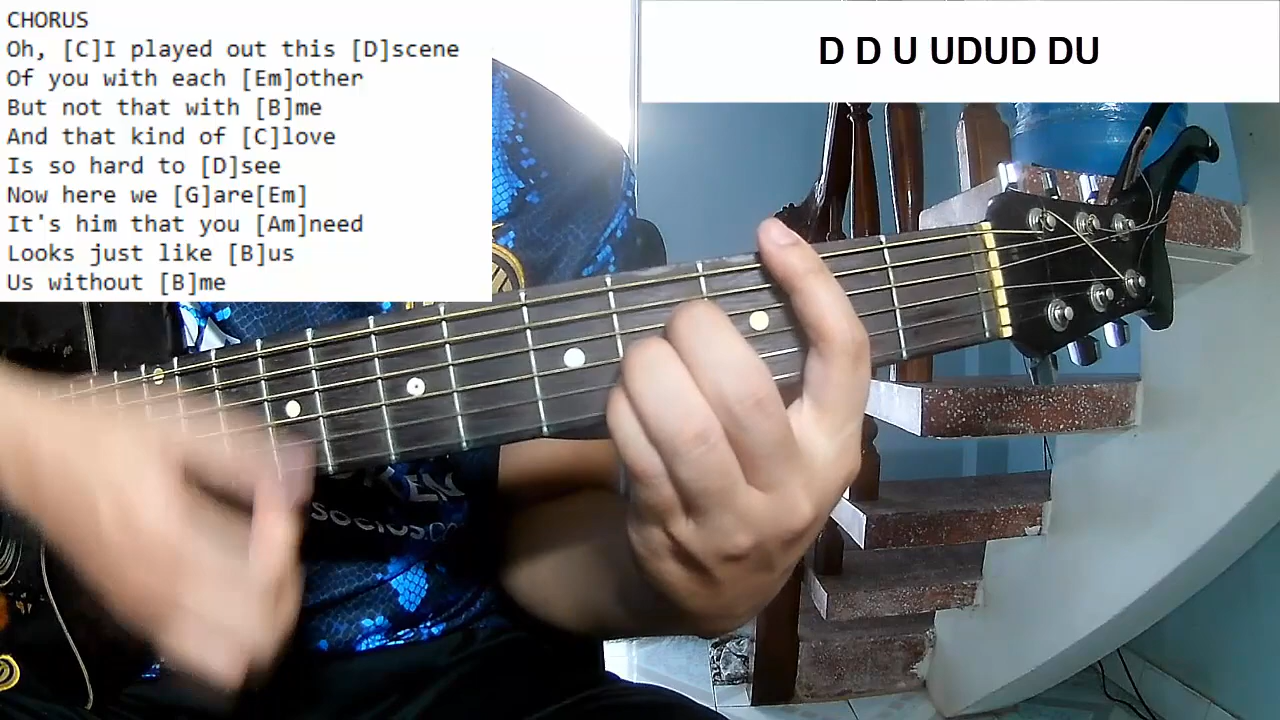 CHORUS
Oh, [C]I played out this [D]scene
Of you with each [Em]other
But not that with [B]me
And that kind of [C]love
Is so hard to [D]see
Now here we [G]are[Em]
It's him that you [Am]need
Looks just like [B]us
Us without [B]me
D D U UDUD DU